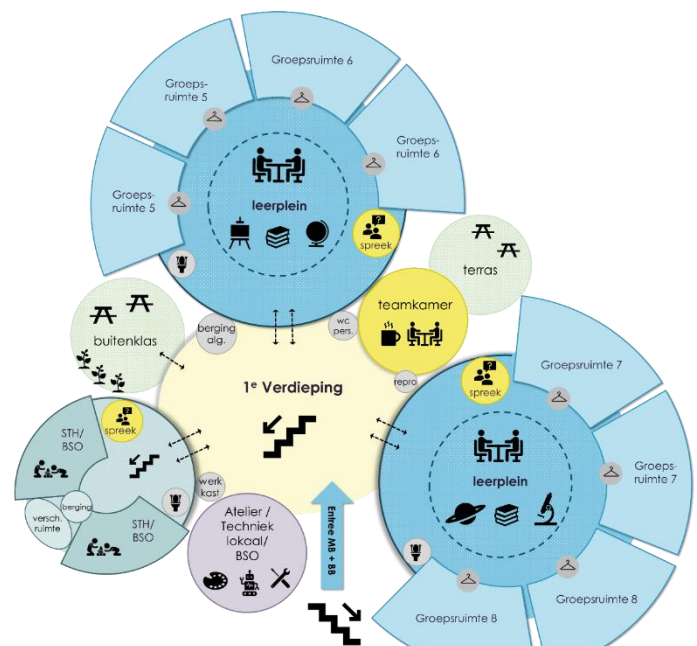 Groepsruimte 6
Groeps-
ruimte 5
Groeps-
ruimte 6
Groeps-
ruimte 5
leerplein
spreek
terras
teamkamer
buitenklas
berging
alg.
wc
pers.
repro
1e Verdieping
Groepsruimte 7
spreek
Groeps-
ruimte 7
leerplein
STH/
BSO
spreek
werk
kast
berging
versch.
ruimte
STH/
BSO
Atelier /
Techniek
lokaal/
BSO
Entree MB + BB
Groepsruimte 8
Groepsruimte 8